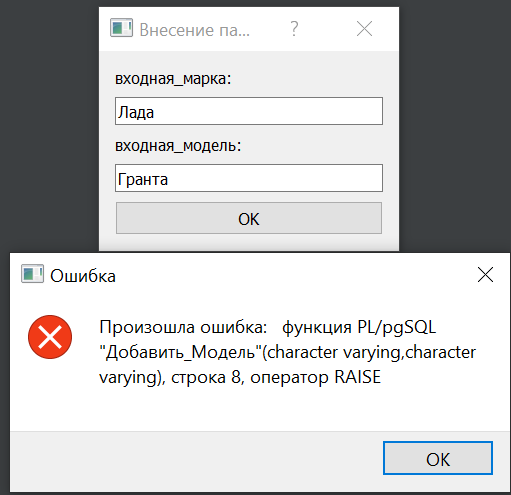 Внесение па...
входная_марка:
Лада
входная_модель:
Гранта
OK
Ошибка
Произошла ошибка:   функция PL/pgSQL
"Добавить_Модель"(character varying,character
varying), строка 8, оператор RAISE
OK